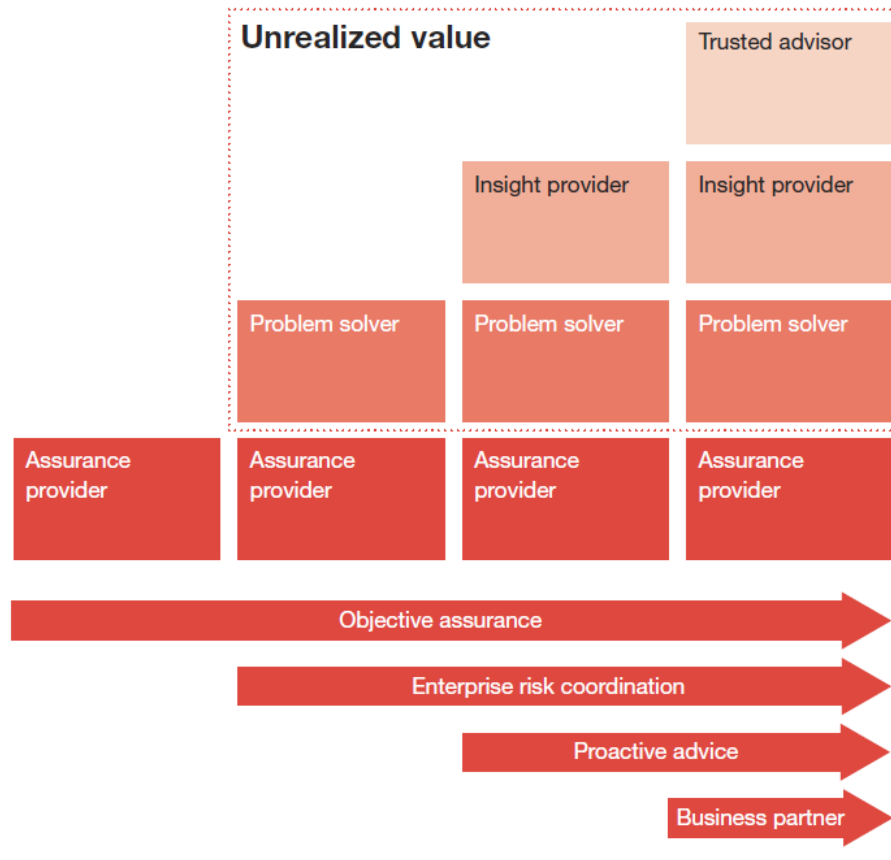 Unrealized value
Trusted advisor
Insight provider
Insight provider
Problem solver
Problem solver
Problem solver
Assurance
provider
Assurance
provider
Assurance
provider
Assurance
provider
Objective assurance
Enterprise risk coordination
Proactive advice
Business partner